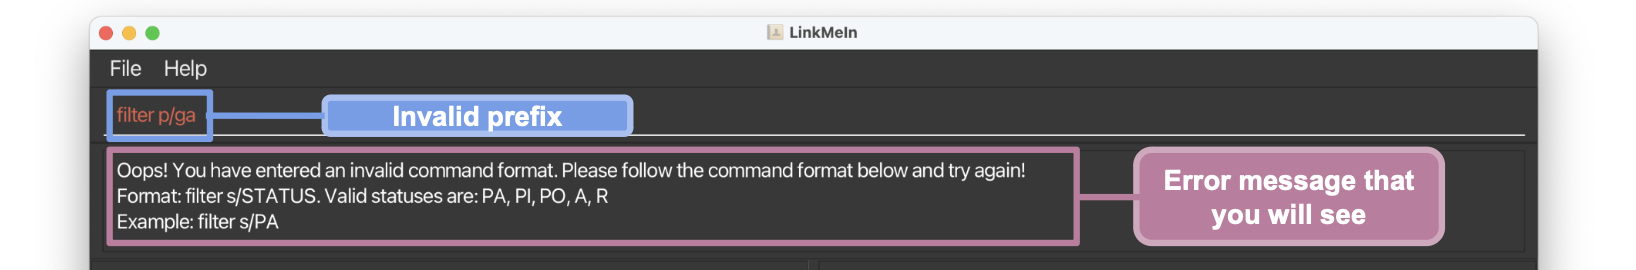 LinkMeIn
File Help
filter p/ga
Invalid prefix
Oops! You have entered an invalid command format. Please follow the command format below and try again!
Format: filter s/STATUS. Valid statuses are: PA, PI, PO, A, R
Example: filter s/PA
Error message that
you will see